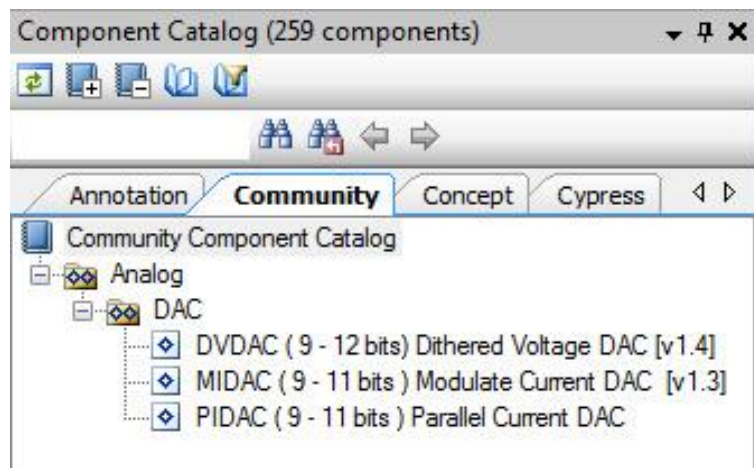 Component Catalog (259 components)
Annotation Community Concept Cypress
Community Component Catalog
Analog
DAC
DVDAC ( 9 - 12 bits) Dithered Voltage DAC [v1.4]
MIDAC ( 9 - 11 bits ) Modulate Current DAC [v1.3]
PIDAC ( 9 - 11 bits ) Parallel Current DAC